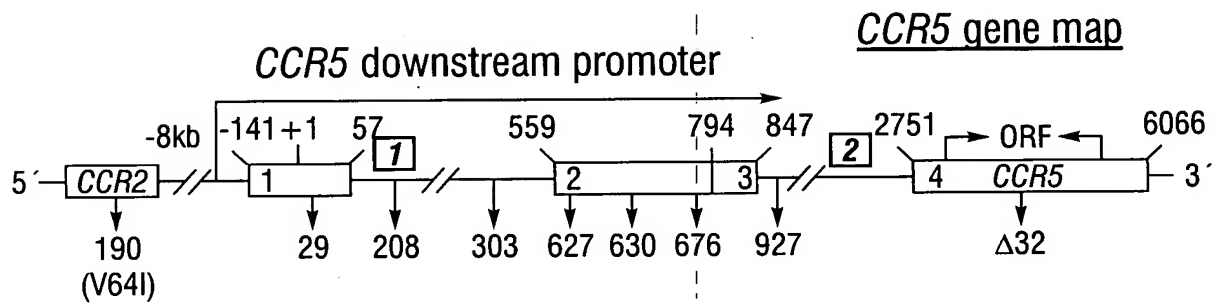 CCR5 gene map
CCR5 downstream promoter
-8kb -141 +1 57 1 559 794 847 2 2751 ORF 6066
5´ CCR2 1 2 3 4 CCR5 3´
190 29 208 303 627 630 676 927 Δ32
(V64I)